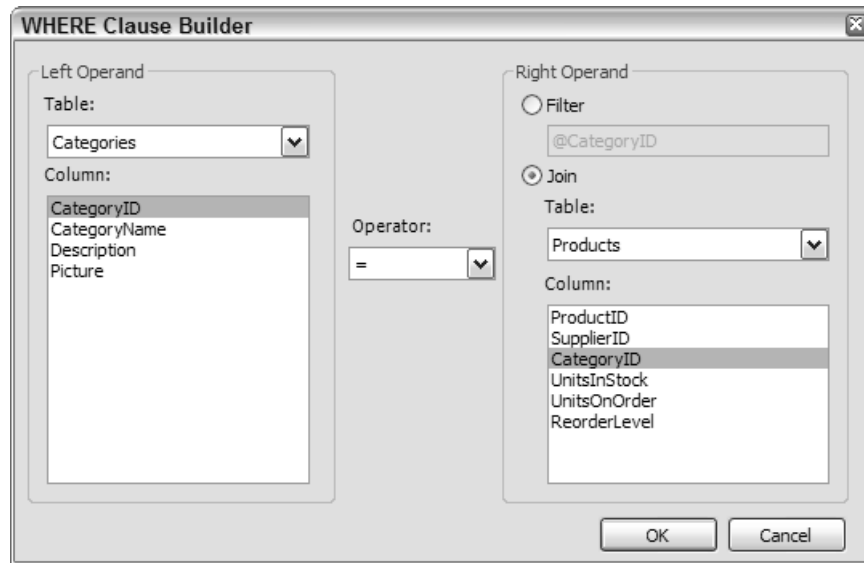 WHERE Clause Builder
Left Operand
Table:
Categories
Column:
CategoryID
CategoryName
Description
Picture
Operator:
=
Right Operand
Filter
@CategoryID
Join
Table:
Products
Column:
ProductID
SupplierID
CategoryID
UnitsInStock
UnitsOnOrder
ReorderLevel
OK
Cancel